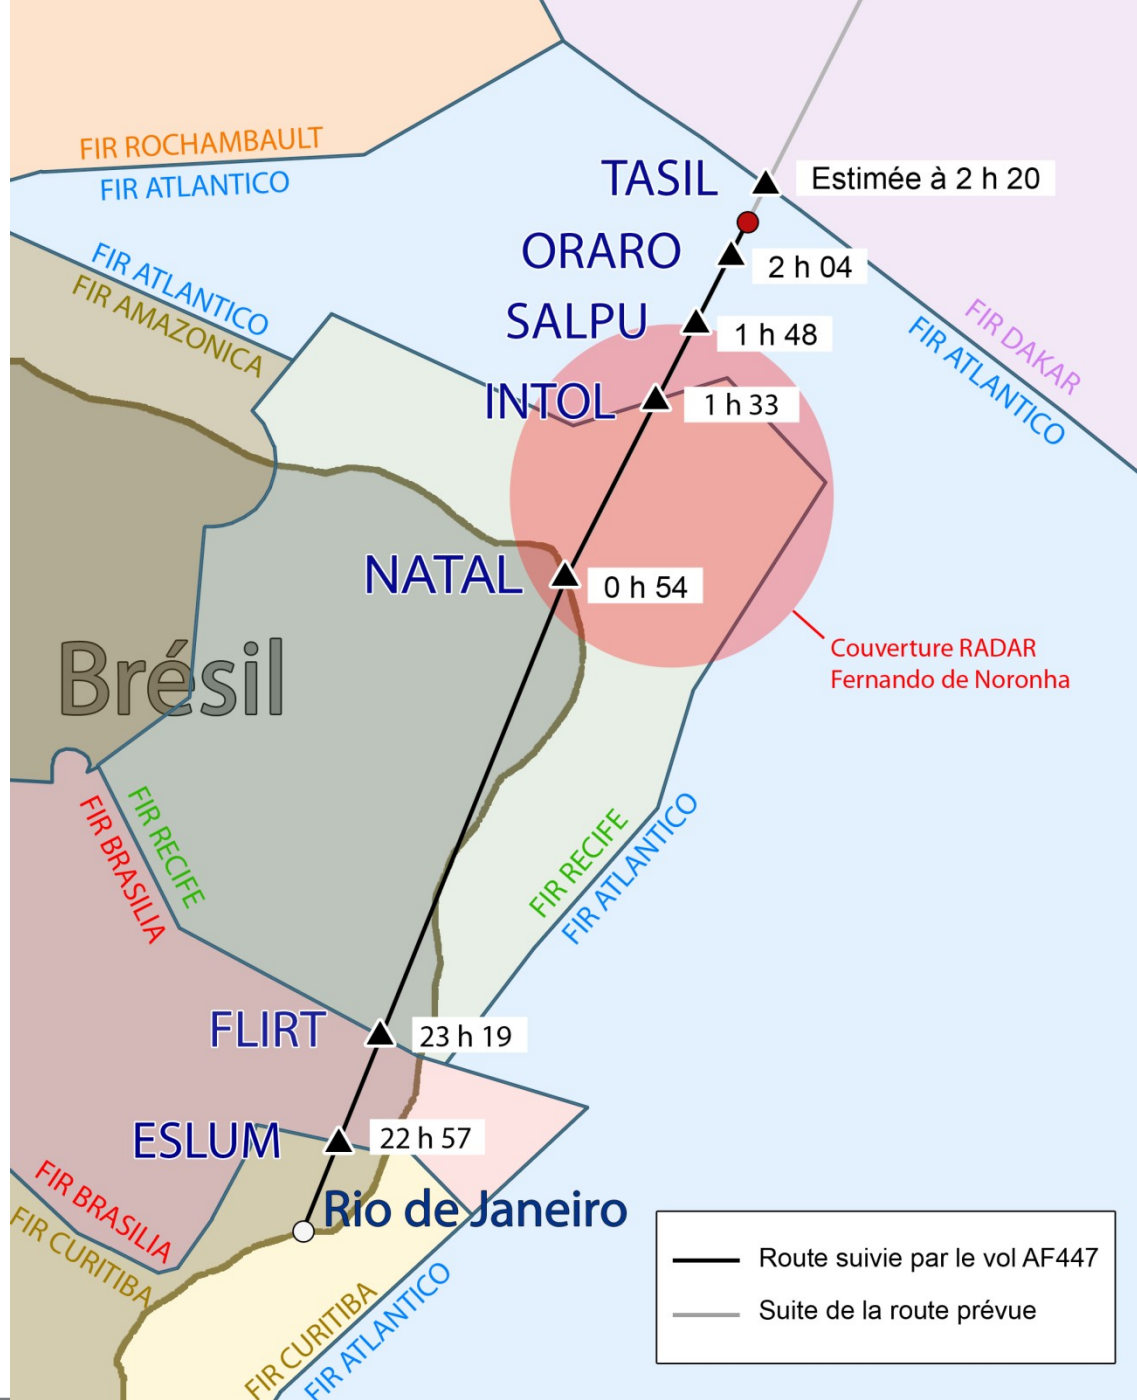 FIR ROCHAMBAULT
FIR ATLANTICO
TASIL
Estimée à 2 h 20
ORARO
2 h 04
FIR ATLANTICO
FIR AMAZONICA
SALPU
1 h 48
FIR DAKAR
FIR ATLANTICO
INTOL
1 h 33
NATAL
0 h 54
Brésil
Couverture RADAR
Fernando de Noronha
FIR RECIFE
FIR BRASILIA
FIR RECIFE
FIR ATLANTICO
FLIRT
23 h 19
ESLUM
22 h 57
Rio de Janeiro
FIR BRASILIA
FIR CURITIBA
FIR CURITIBA
FIR ATLANTICO
Route suivie par le vol AF447
Suite de la route prévue